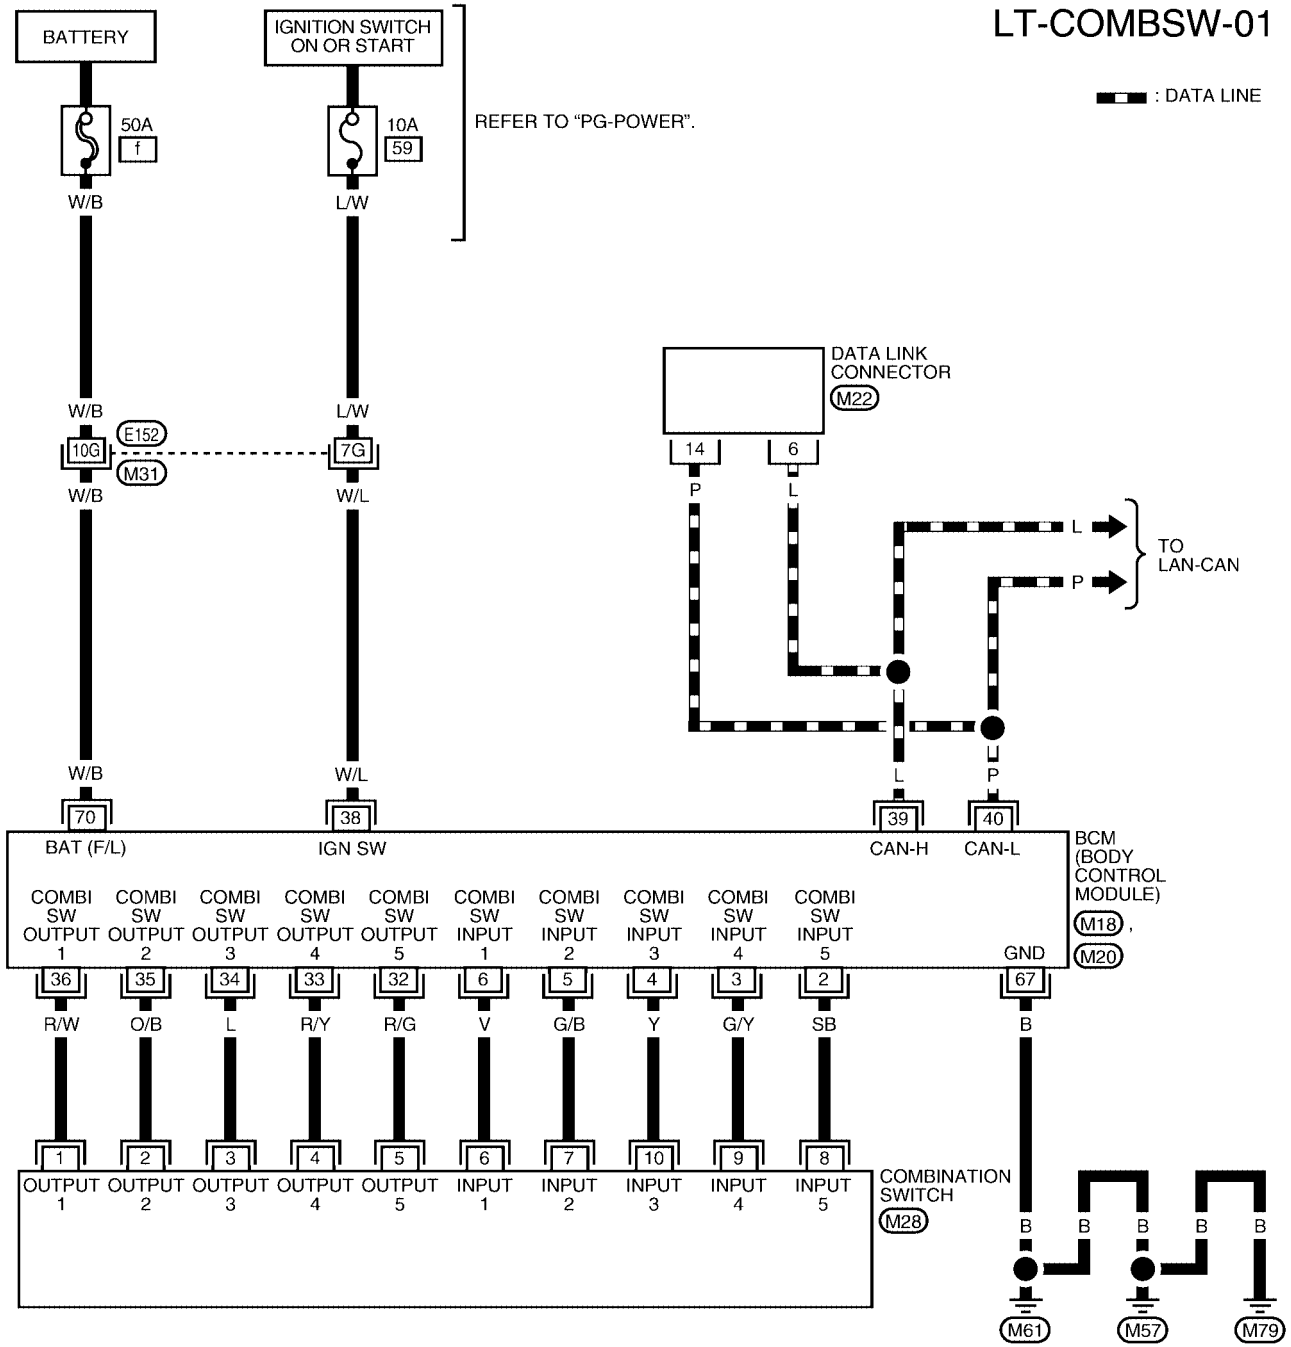 LT-COMBSW-01
BATTERY
IGNITION SWITCH
ON OR START
: DATA LINE
50A
f
10A
59
REFER TO “PG-POWER”.
W/B
L/W
W/B
L/W
10G
E152
M31
7G
W/B
W/L
DATA LINK
CONNECTOR
M22
14
6
P
L
L
P
TO
LAN-CAN
W/B
W/L
L
P
70
38
39
40
BAT (F/L)
IGN SW
CAN-H
CAN-L
BCM
(BODY
CONTROL
MODULE)
M18 ,
M20
COMBI
SW
OUTPUT
1
COMBI
SW
OUTPUT
2
COMBI
SW
OUTPUT
3
COMBI
SW
OUTPUT
4
COMBI
SW
OUTPUT
5
COMBI
SW
INPUT
1
COMBI
SW
INPUT
2
COMBI
SW
INPUT
3
COMBI
SW
INPUT
4
COMBI
SW
INPUT
5
GND
36
35
34
33
32
6
5
4
3
2
67
R/W
O/B
L
R/Y
R/G
V
G/B
Y
G/Y
SB
B
1
2
3
4
5
6
7
10
9
8
OUTPUT
1
OUTPUT
2
OUTPUT
3
OUTPUT
4
OUTPUT
5
INPUT
1
INPUT
2
INPUT
3
INPUT
4
INPUT
5
COMBINATION
SWITCH
M28
B
B
B
B
B
M61
M57
M79